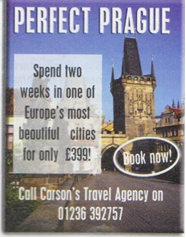 PERFECT PRAGUE
Spend two
weeks in one of
Europe's most
beautiful cities
for only £399!
Book now!
Call Carson's Travel Agency on
01236 392757